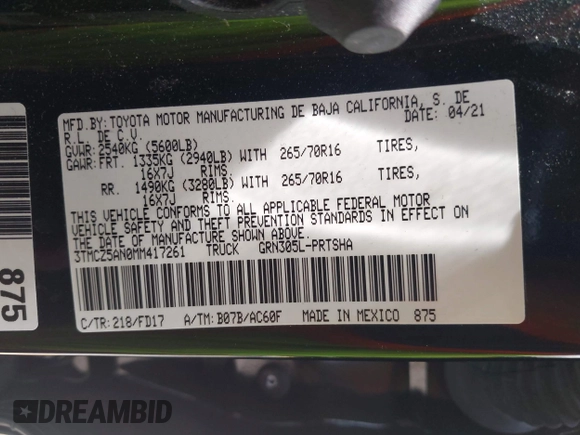 MFD.BY:TOYOTA MOTOR MANUFACTURING DE BAJA CALIFORNIA, S. DE
R L DE C.V. DATE: 04/21
GVWR: 2540KG (5600LB)
GAWR:FRT. 1335KG (2940LB) WITH 265/70R16 TIRES,
16X7J RIMS.
RR. 1490KG (3280LB) WITH 265/70R16 TIRES,
16X7J RIMS.
THIS VEHICLE CONFORMS TO ALL APPLICABLE FEDERAL MOTOR
VEHICLE SAFETY AND THEFT PREVENTION STANDARDS IN EFFECT ON
THE DATE OF MANUFACTURE SHOWN ABOVE.
3TMCZ5AN0MM417261 TRUCK GRN305L-PRTSHA
C/TR:218/FD17 A/TM: B07B/AC60F MADE IN MEXICO 875
875
DREAMBID